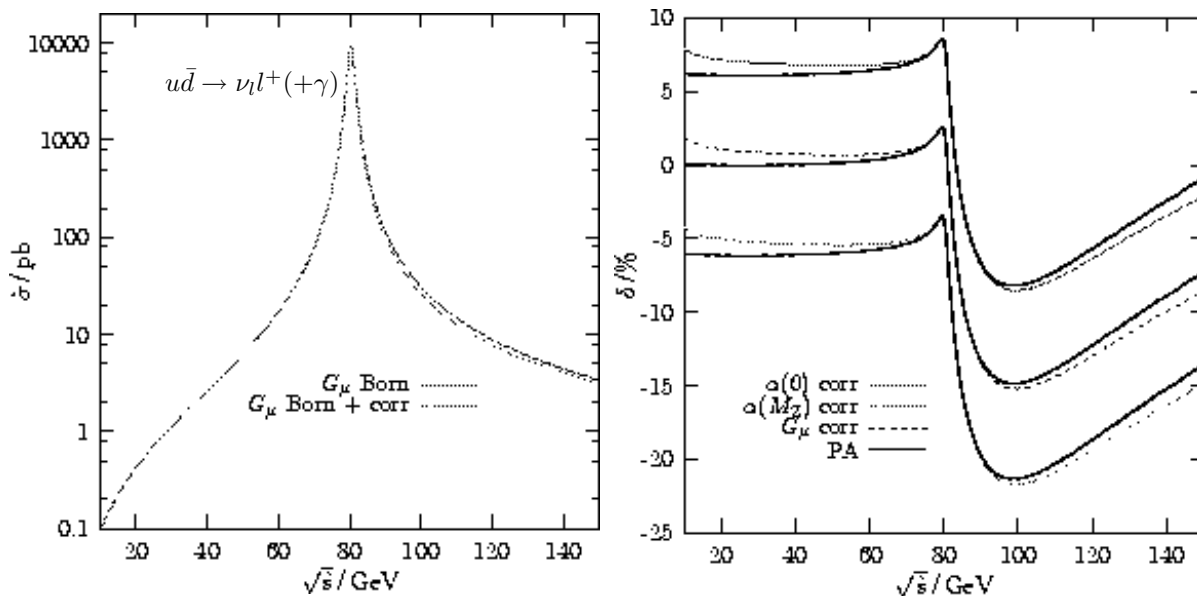 10000
1000
100
10
1
0.1
σ̂ / pb
ud̄ → ν_l l⁺(+γ)
G_μ Born
G_μ Born + corr
20 40 60 80 100 120 140
√ŝ / GeV
10
5
0
-5
-10
-15
-20
-25
δ / %
α(0) corr
α(M_Z) corr
G_μ corr
PA
20 40 60 80 100 120 140
√ŝ / GeV